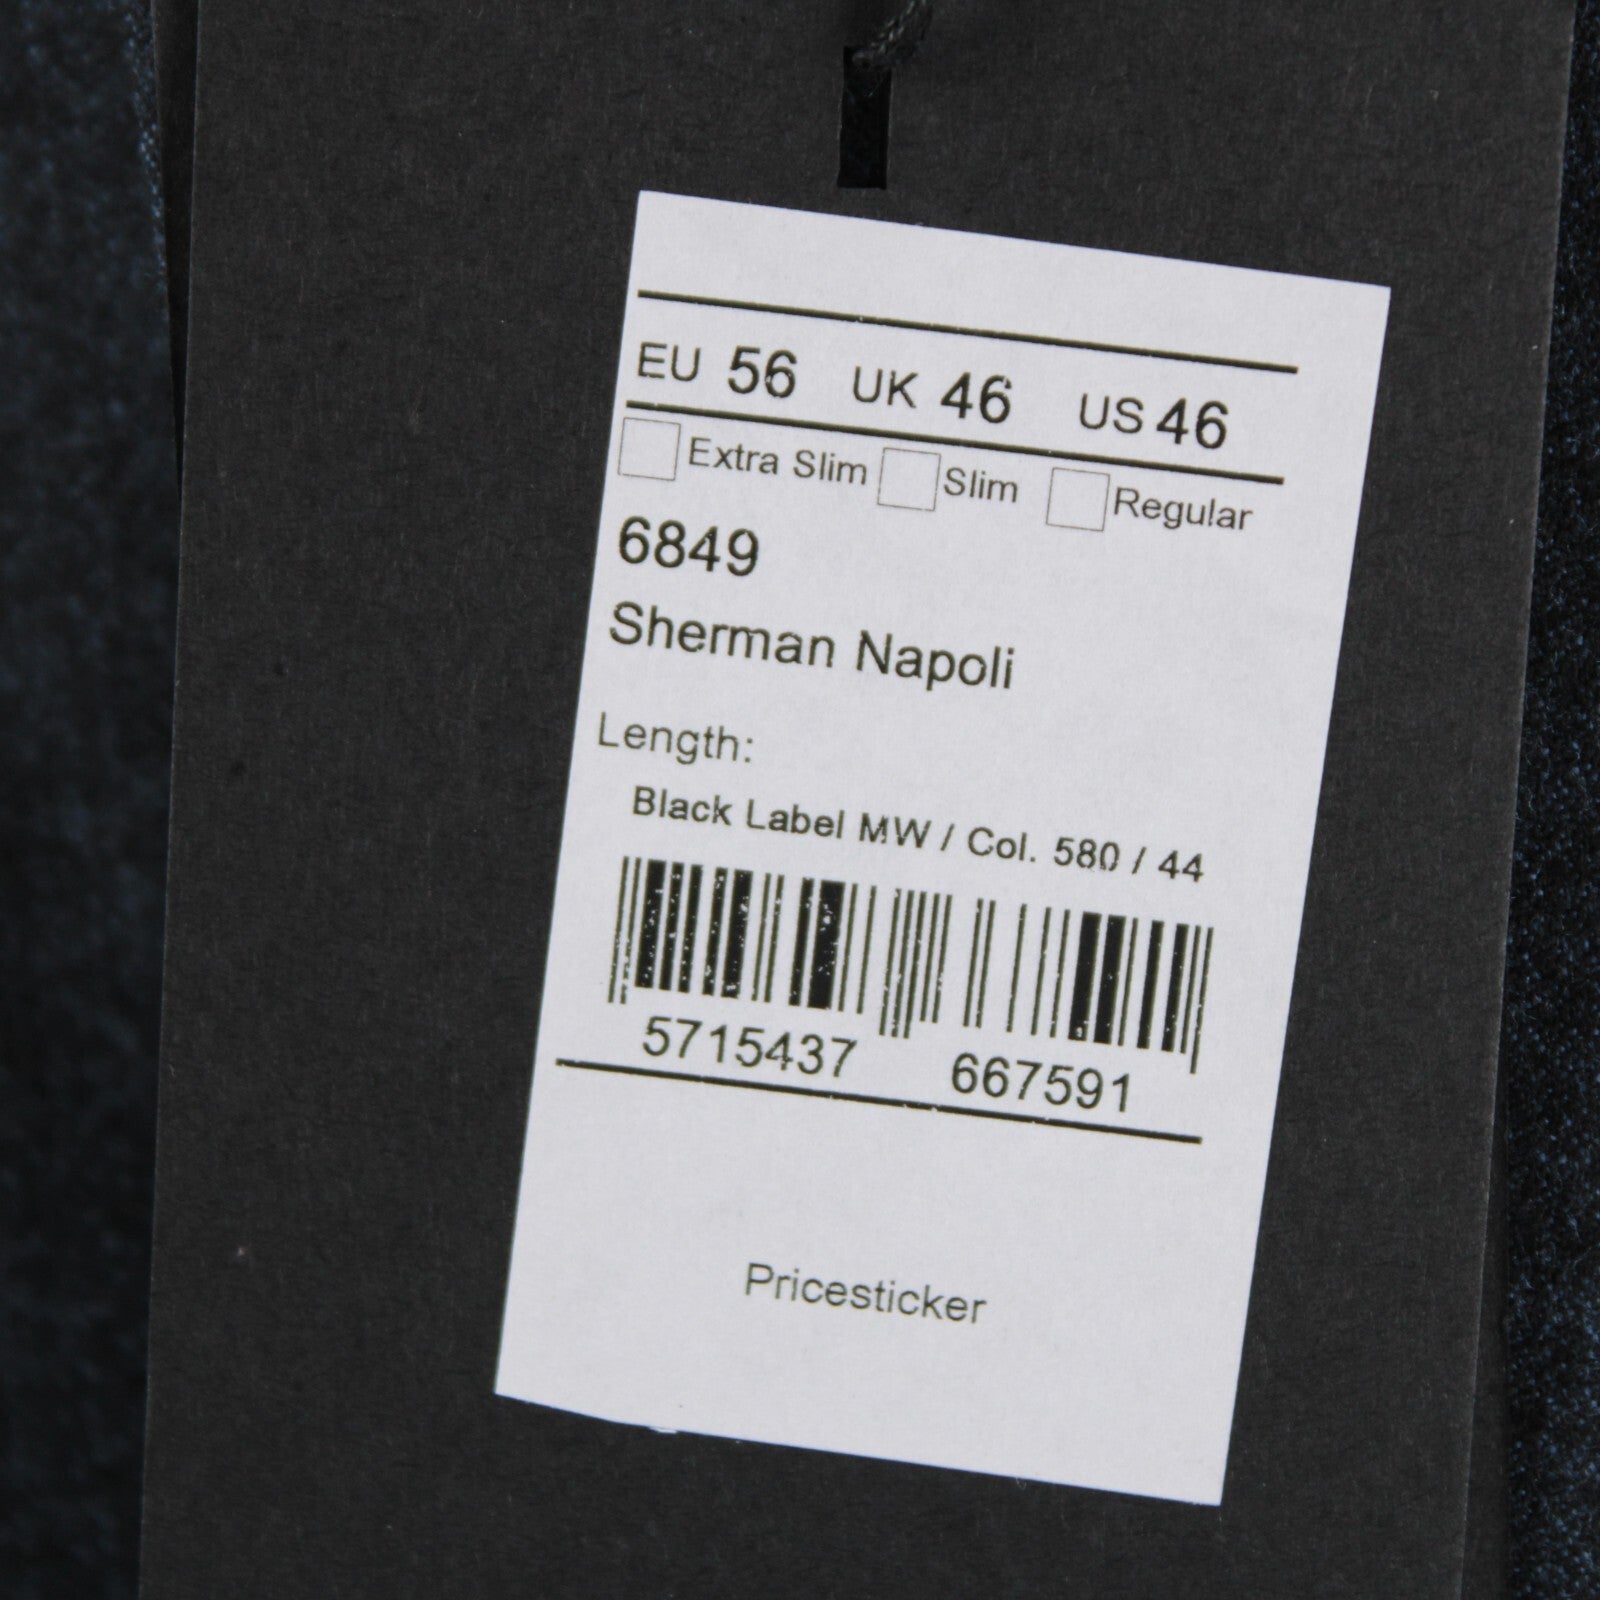 EU 56 UK 46 US 46
Extra Slim Slim Regular
6849
Sherman Napoli
Length:
Black Label MW / Col. 580 / 44
5715437 667591
Pricesticker